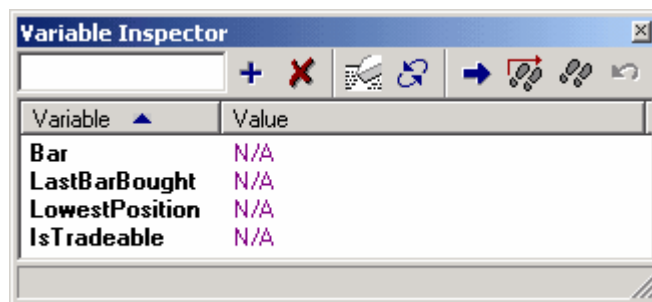 Variable Inspector
Variable Value
Bar N/A
LastBarBought N/A
LowestPosition N/A
IsTradeable N/A